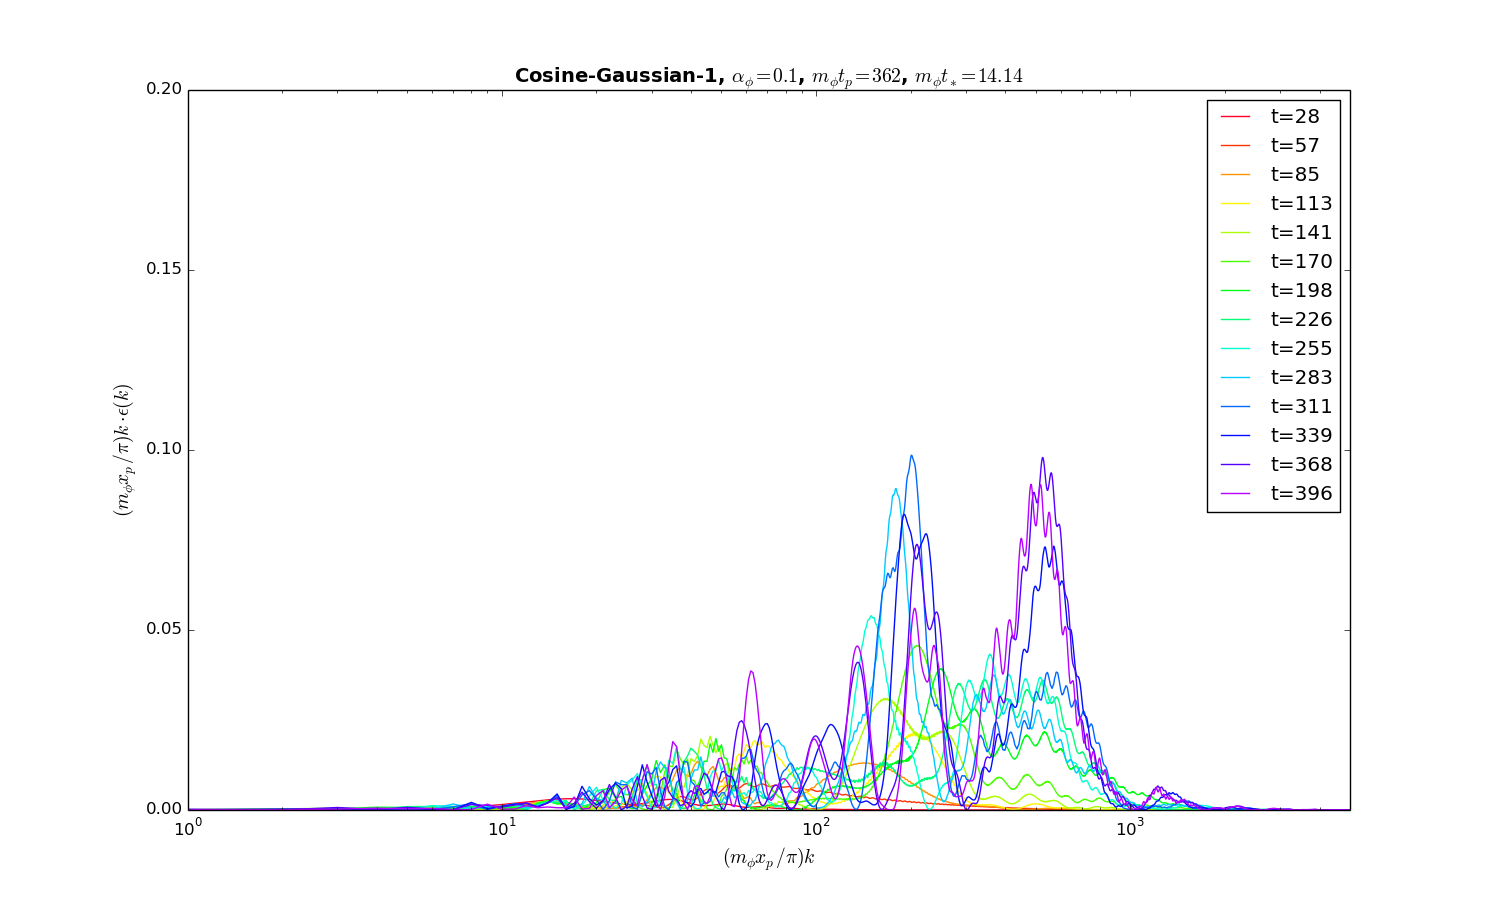 Cosine-Gaussian-1, α_ϕ=0.1, m_ϕt_p=362, m_ϕt_*=14.14
0.20
0.15
0.10
0.05
0.00
(m_ϕx_p/π)k·ϵ(k)
10^0
10^1
10^2
10^3
(m_ϕx_p/π)k
t=28
t=57
t=85
t=113
t=141
t=170
t=198
t=226
t=255
t=283
t=311
t=339
t=368
t=396